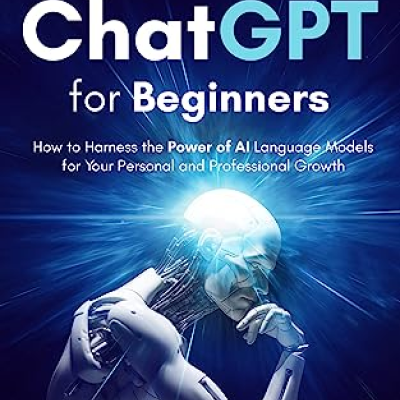 ChatGPT
for Beginners
How to Harness the Power of AI Language Models
for Your Personal and Professional Growth